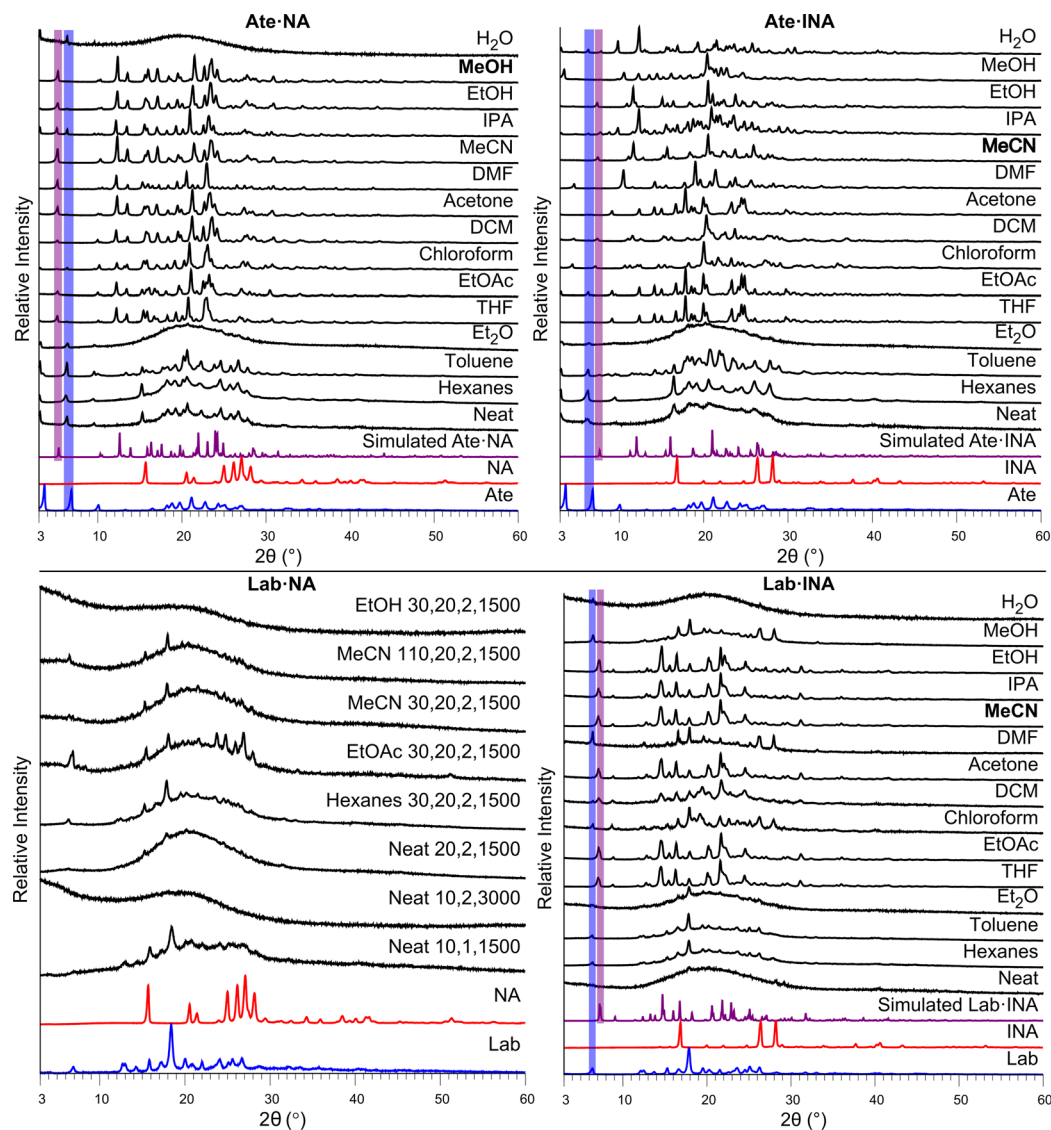 Ate·NA
Relative Intensity
H2O
MeOH
EtOH
IPA
MeCN
DMF
Acetone
DCM
Chloroform
EtOAc
THF
Et2O
Toluene
Hexanes
Neat
Simulated Ate·NA
NA
Ate
3 10 20 30 40 50 60
2θ (°)
Ate·INA
Relative Intensity
H2O
MeOH
EtOH
IPA
MeCN
DMF
Acetone
DCM
Chloroform
EtOAc
THF
Et2O
Toluene
Hexanes
Neat
Simulated Ate·INA
INA
Ate
3 10 20 30 40 50 60
2θ (°)
Lab·NA
Relative Intensity
EtOH 30,20,2,1500
MeCN 110,20,2,1500
MeCN 30,20,2,1500
EtOAc 30,20,2,1500
Hexanes 30,20,2,1500
Neat 20,2,1500
Neat 10,2,3000
Neat 10,1,1500
NA
Lab
3 10 20 30 40 50 60
2θ (°)
Lab·INA
Relative Intensity
H2O
MeOH
EtOH
IPA
MeCN
DMF
Acetone
DCM
Chloroform
EtOAc
THF
Et2O
Toluene
Hexanes
Neat
Simulated Lab·INA
INA
Lab
3 10 20 30 40 50 60
2θ (°)